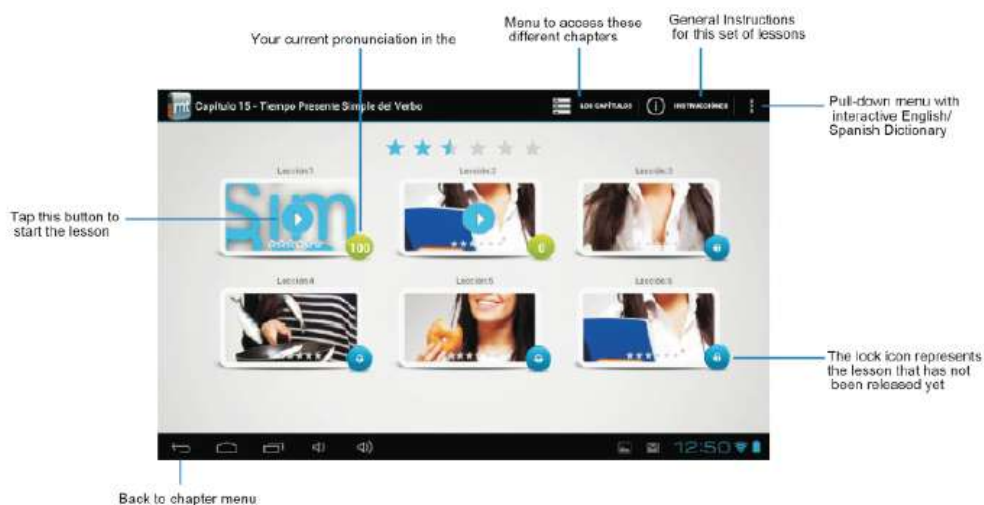 General Instructions
for this set of lessons
Menu to access these
different chapters
Your current pronunciation in the
Capítulo 15 - Tiempo Presente Simple del Verbo
LOS CAPÍTULOS
INSTRUCCIONES
Pull-down menu with
interactive English/
Spanish Dictionary
Lección:1
Lección:2
Lección:3
Sim
Tap this button to
start the lesson
100
0
Lección:4
Lección:5
Lección:6
The lock icon represents
the lesson that has not
been released yet
12:50
Back to chapter menu